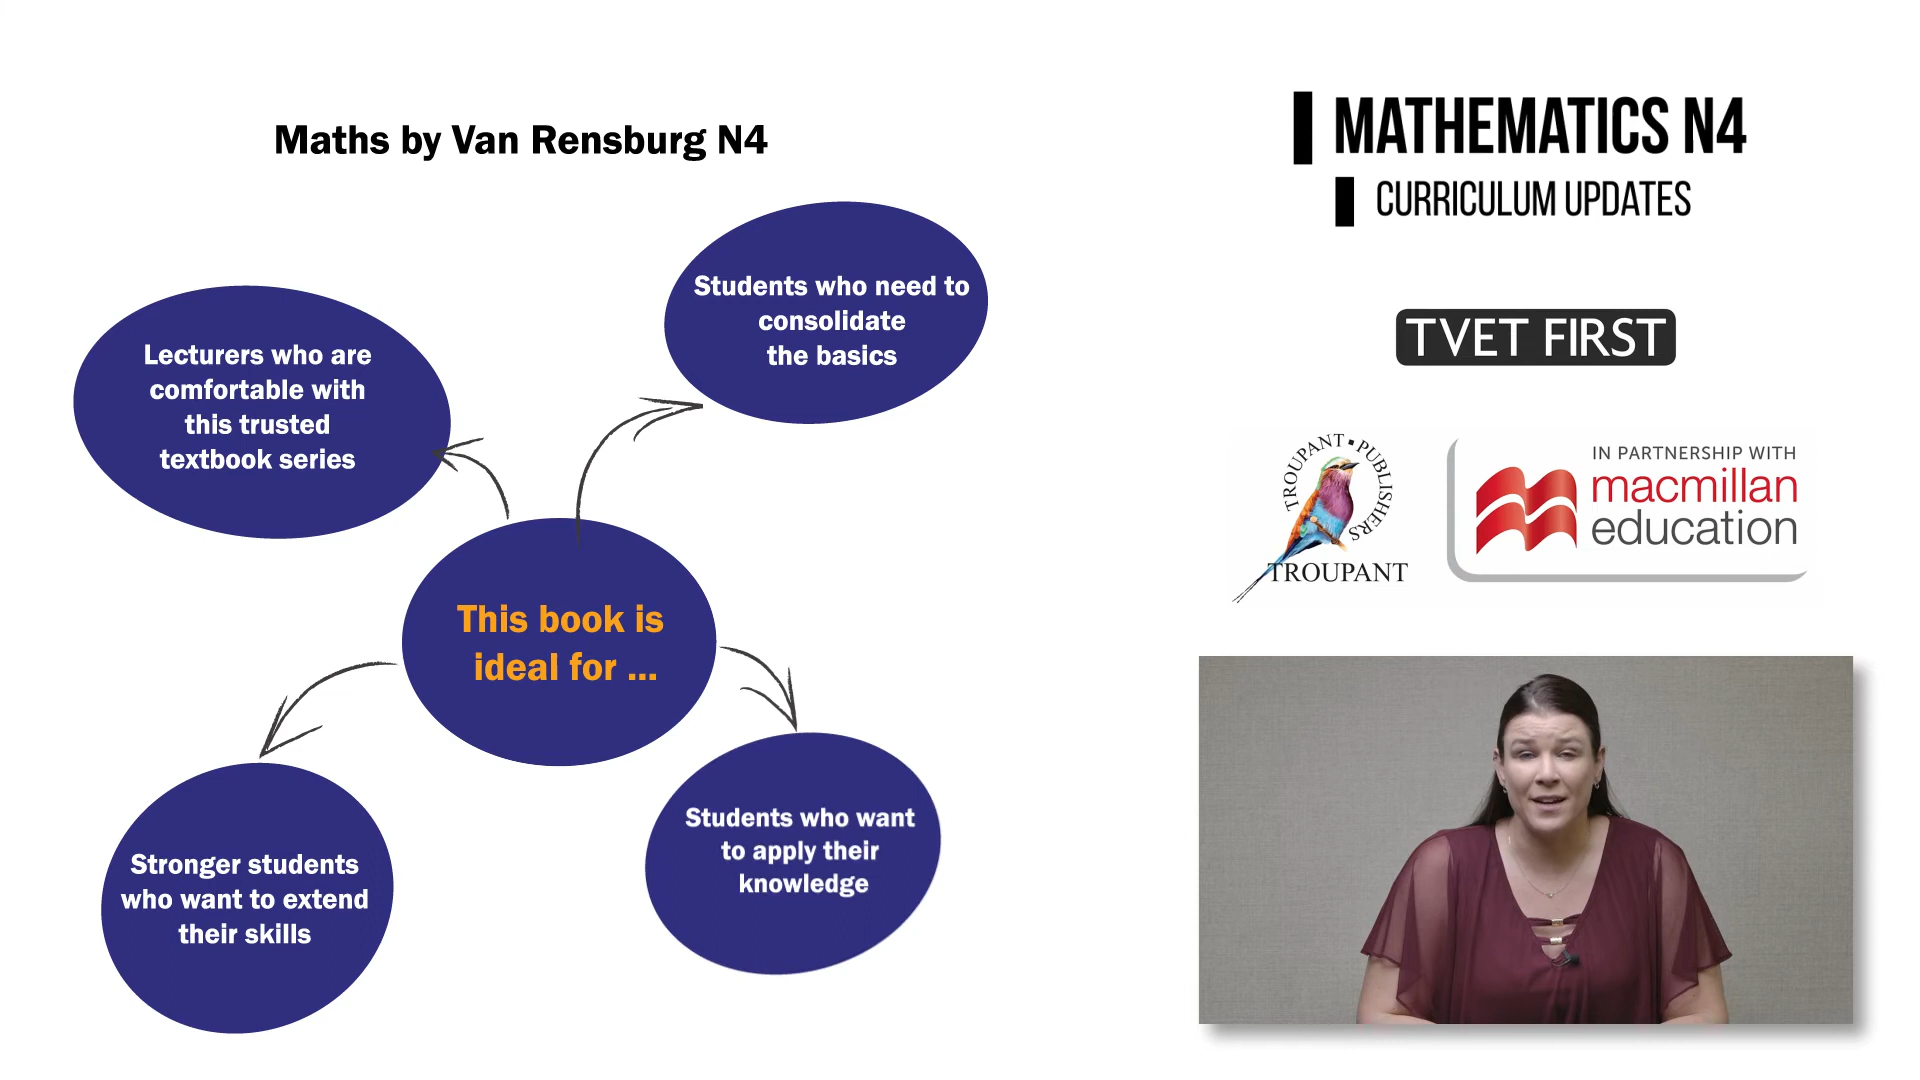 Maths by Van Rensburg N4
Lecturers who are
comfortable with
this trusted
textbook series
Students who need to
consolidate
the basics
This book is
ideal for ...
Stronger students
who want to extend
their skills
Students who want
to apply their
knowledge
MATHEMATICS N4
CURRICULUM UPDATES
TVET FIRST
TROUPANT PUBLISHERS
TROUPANT
IN PARTNERSHIP WITH
macmillan
education